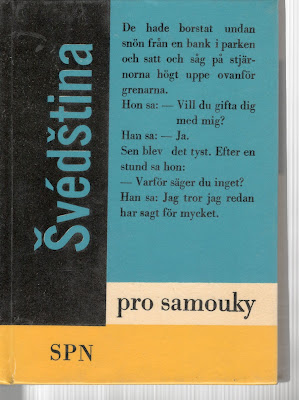 Švédština
De hade borstat undan
snön från en bank i parken
och satt och såg på stjär-
norna högt uppe ovanför
grenarna.
Hon sa: — Vill du gifta dig
med mig?
Han sa: — Ja.
Sen blev det tyst. Efter en
stund sa hon:
— Varför säger du inget?
Han sa: Jag tror jag redan
har sagt för mycket.
pro samouky
SPN